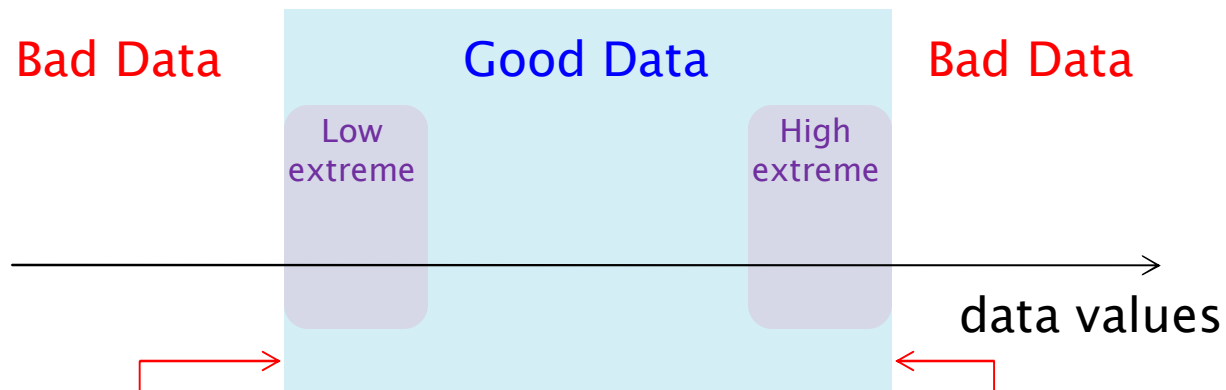 Bad Data
Good Data
Bad Data
Low
extreme
High
extreme
data values